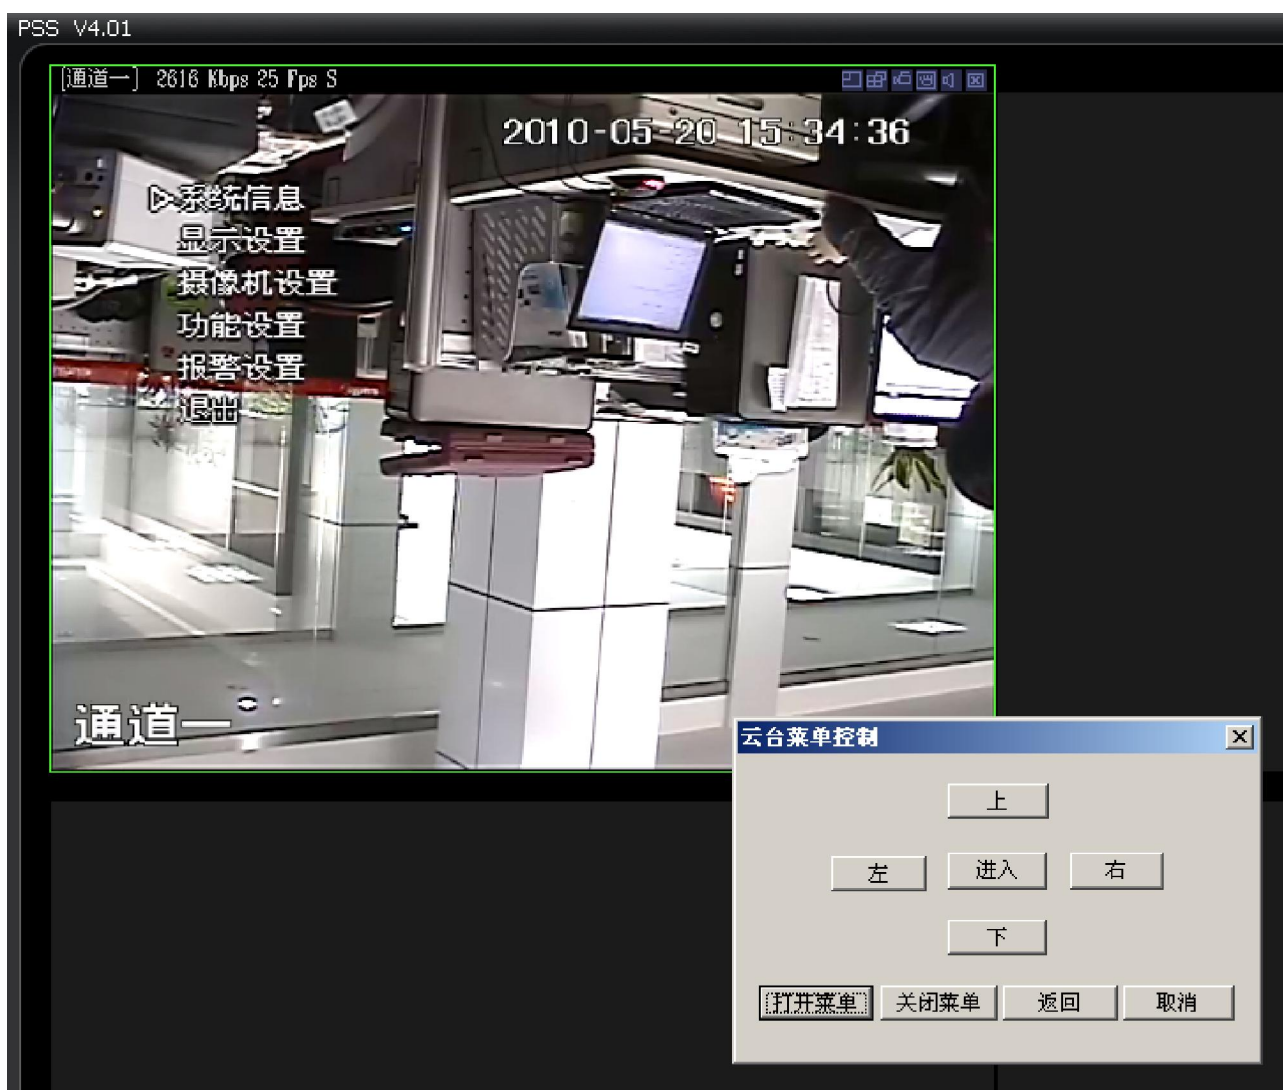 PSS V4.01
[通道一] 2616 Kbps 25 Fps S
2010-05-20 15:34:36
系统信息
显示设置
摄像机设置
功能设置
报警设置
退出
通道一
云台菜单控制
上
左 进入 右
下
打开菜单 关闭菜单 返回 取消